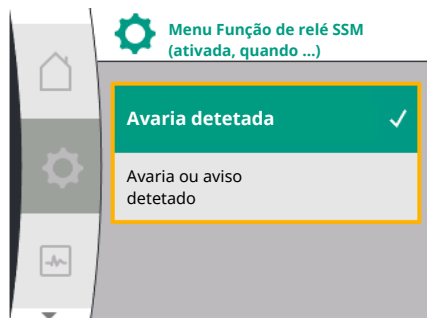 Menu Função de relé SSM
(ativada, quando ...)
Avaria detetada
Avaria ou aviso
detetado